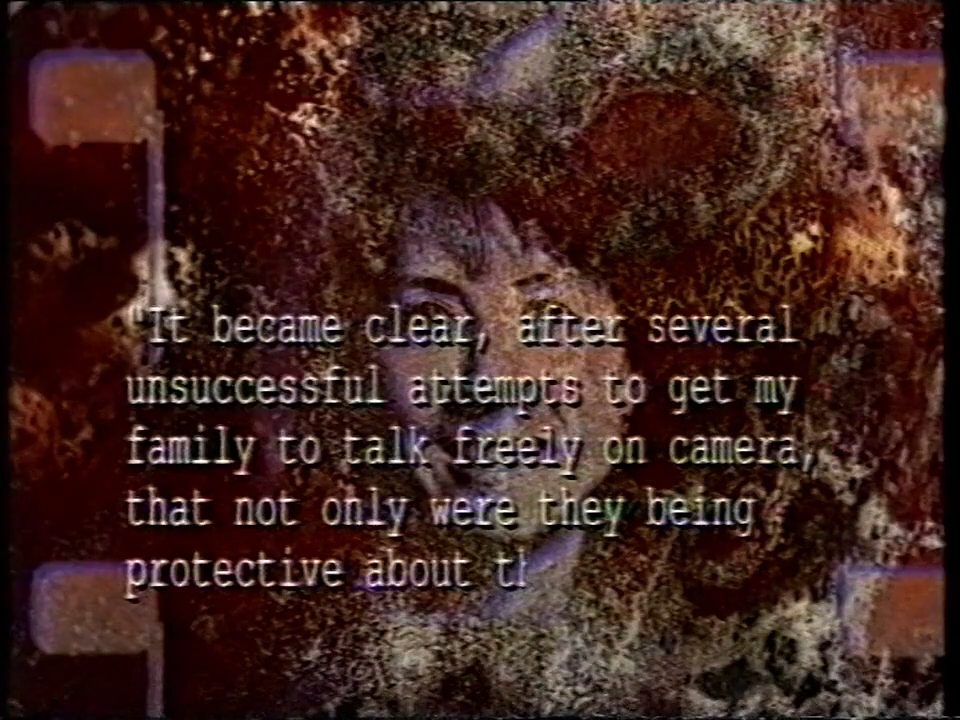 "It became clear, after several
unsuccessful attempts to get my
family to talk freely on camera,
that not only were they being
protective about